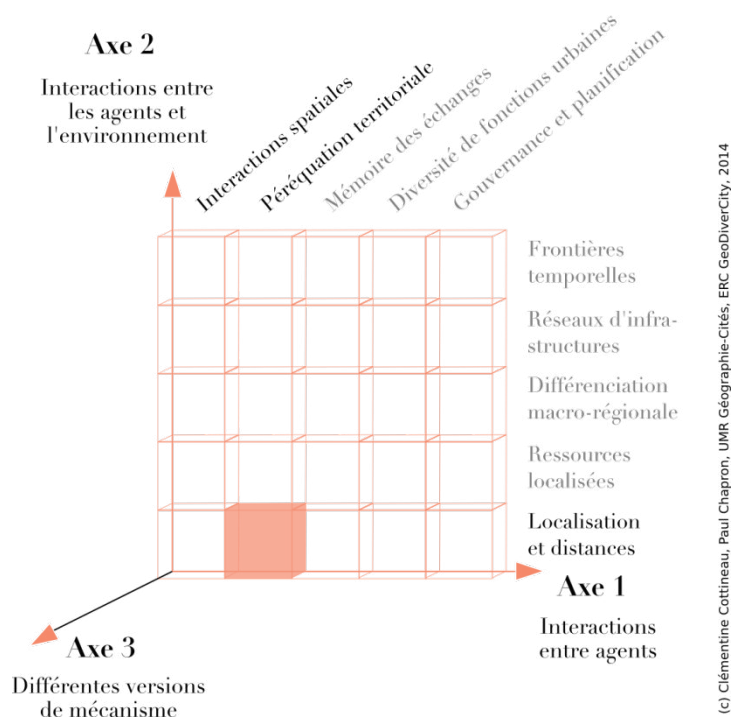 Axe 2
Interactions entre
les agents et
l'environnement
Interactions spatiales
Péréquation territoriale
Mémoire des échanges
Diversité de fonctions urbaines
Gouvernance et planification
Frontières
temporelles
Réseaux d'infra-
structures
Différenciation
macro-régionale
Ressources
localisées
Localisation
et distances
Axe 1
Interactions
entre agents
Axe 3
Différentes versions
de mécanisme
(c) Clémentine Cottineau, Paul Chapron, UMR Géographie-Cités, ERC GeoDiverCity, 2014